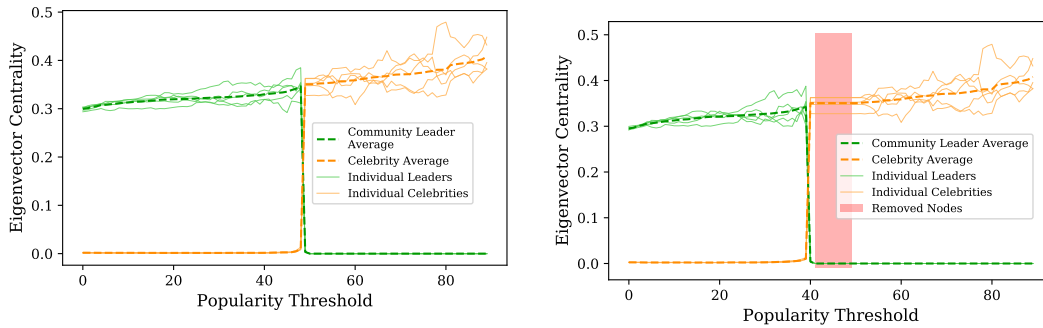 0.5
0.4
0.3
0.2
0.1
0.0
Eigenvector Centrality
0
20
40
60
80
Popularity Threshold
Community Leader
Average
Celebrity Average
Individual Leaders
Individual Celebrities
0.5
0.4
0.3
0.2
0.1
0.0
Eigenvector Centrality
0
20
40
60
80
Popularity Threshold
Community Leader Average
Celebrity Average
Individual Leaders
Individual Celebrities
Removed Nodes